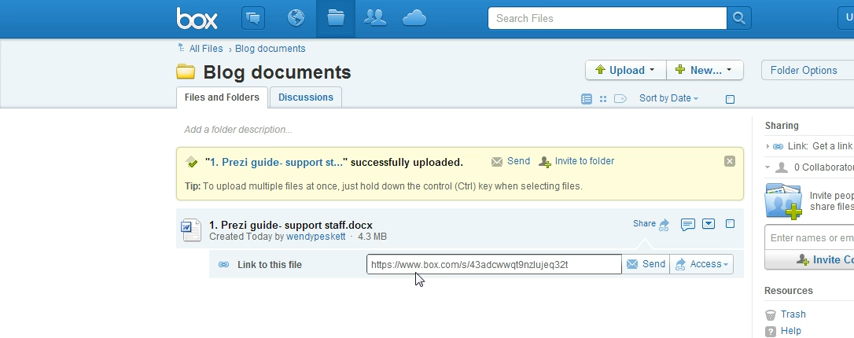 box
Search Files
U
All Files › Blog documents
Blog documents
Upload
New...
Folder Options
Files and Folders
Discussions
Sort by Date
Add a folder description...
Sharing
Link: Get a link
0 Collaborator
Invite peop
share files
Enter names or em
Invite Co
Resources
Trash
Help
"1. Prezi guide- support st..." successfully uploaded.
Send
Invite to folder
Tip: To upload multiple files at once, just hold down the control (Ctrl) key when selecting files.
1. Prezi guide- support staff.docx
Share
Created Today by wendypeskett · 4.3 MB
Link to this file
https://www.box.com/s/43adcwwqt9nzlujeq32t
Send
Access